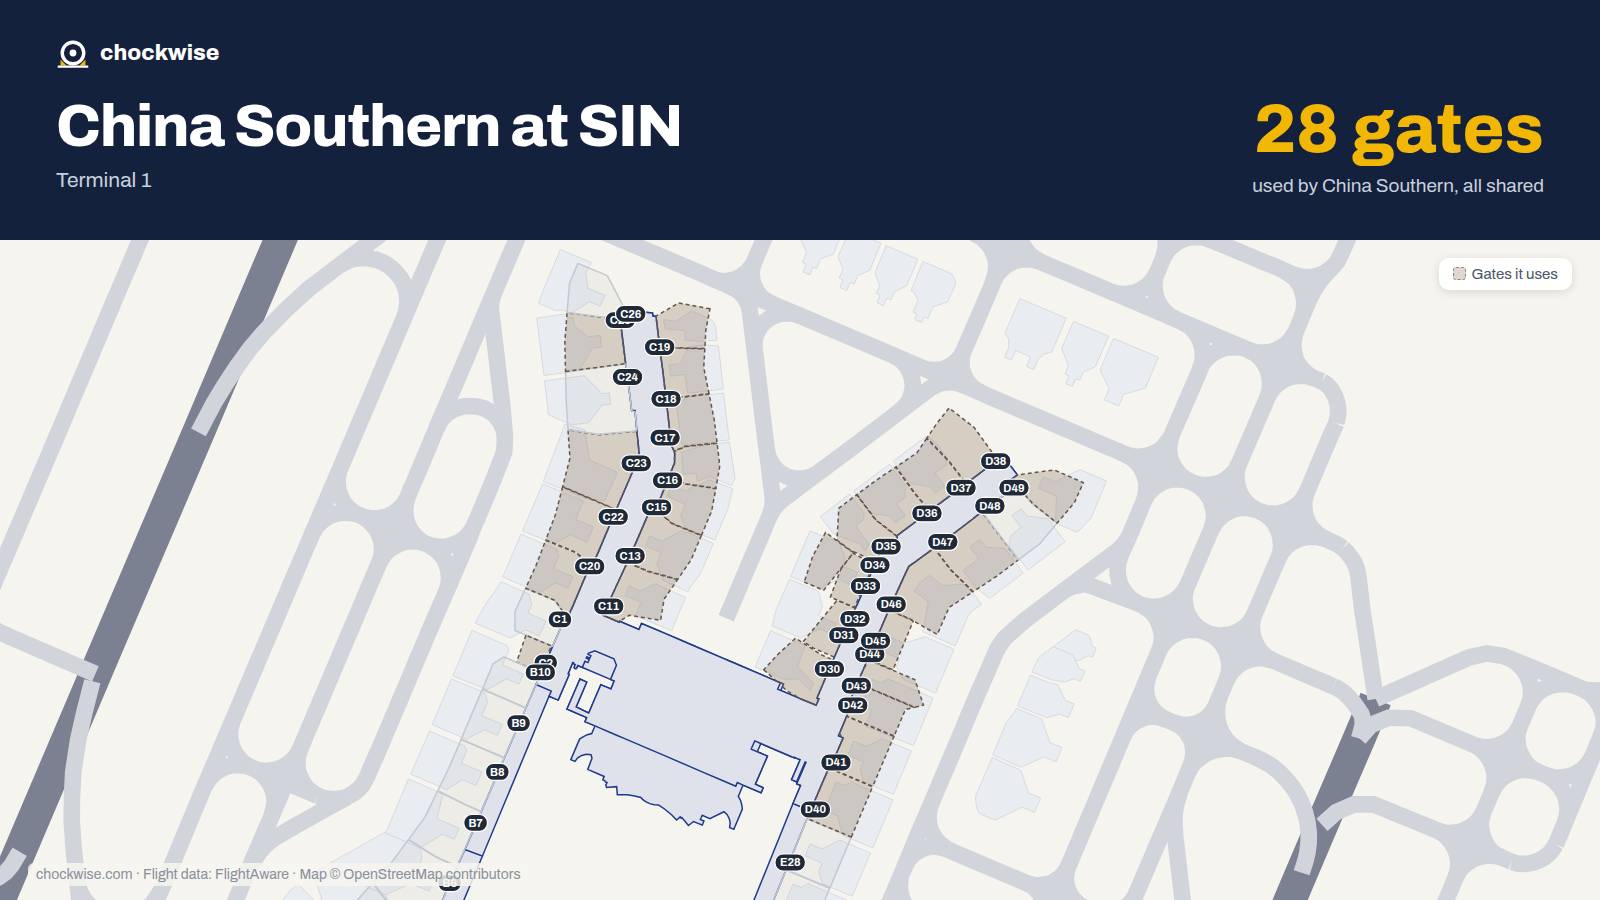 chockwise
China Southern at SIN
Terminal 1
28 gates
used by China Southern, all shared
Gates it uses
C26
C19
C24
C18
C17
C23
C16
C15
C22
C13
C20
C11
C1
B10
B9
B8
B7
D38
D37
D49
D48
D36
D47
D35
D34
D33
D46
D32
D31
D45
D44
D30
D43
D42
D41
D40
E28
chockwise.com · Flight data: FlightAware · Map © OpenStreetMap contributors